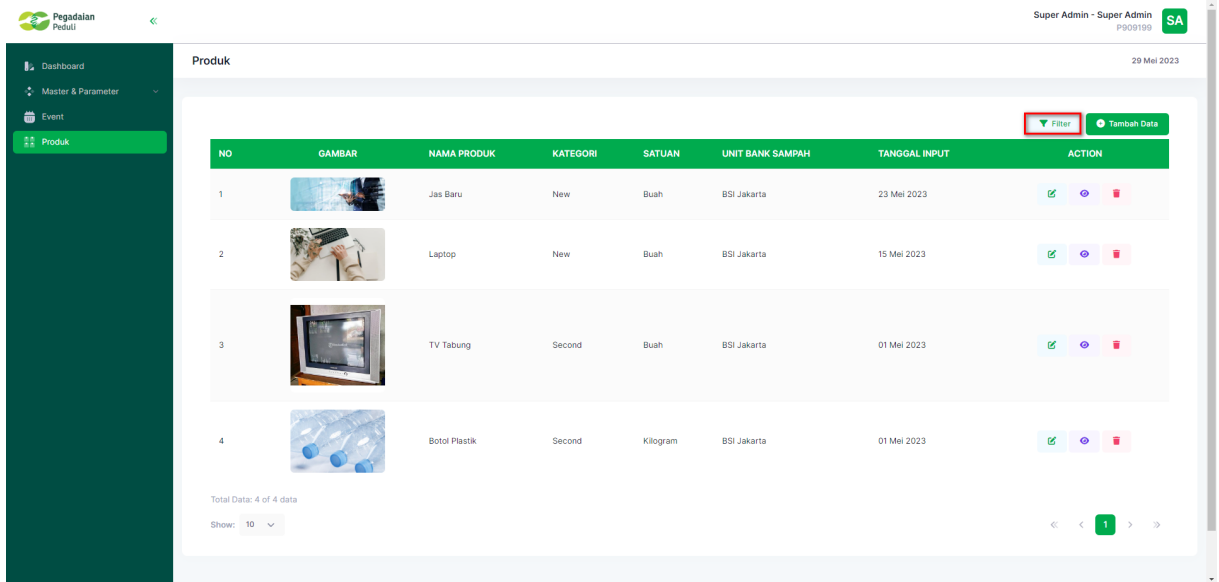 Pegadaian
Peduli
Super Admin - Super Admin
P909199
SA
Dashboard
Master & Parameter
Event
Produk
Produk
29 Mei 2023
Filter
Tambah Data
NO GAMBAR NAMA PRODUK KATEGORI SATUAN UNIT BANK SAMPAH TANGGAL INPUT ACTION
1 Jas Baru New Buah BSI Jakarta 23 Mei 2023
2 Laptop New Buah BSI Jakarta 15 Mei 2023
3 TV Tabung Second Buah BSI Jakarta 01 Mei 2023
4 Botol Plastik Second Kilogram BSI Jakarta 01 Mei 2023
Total Data: 4 of 4 data
Show: 10
1